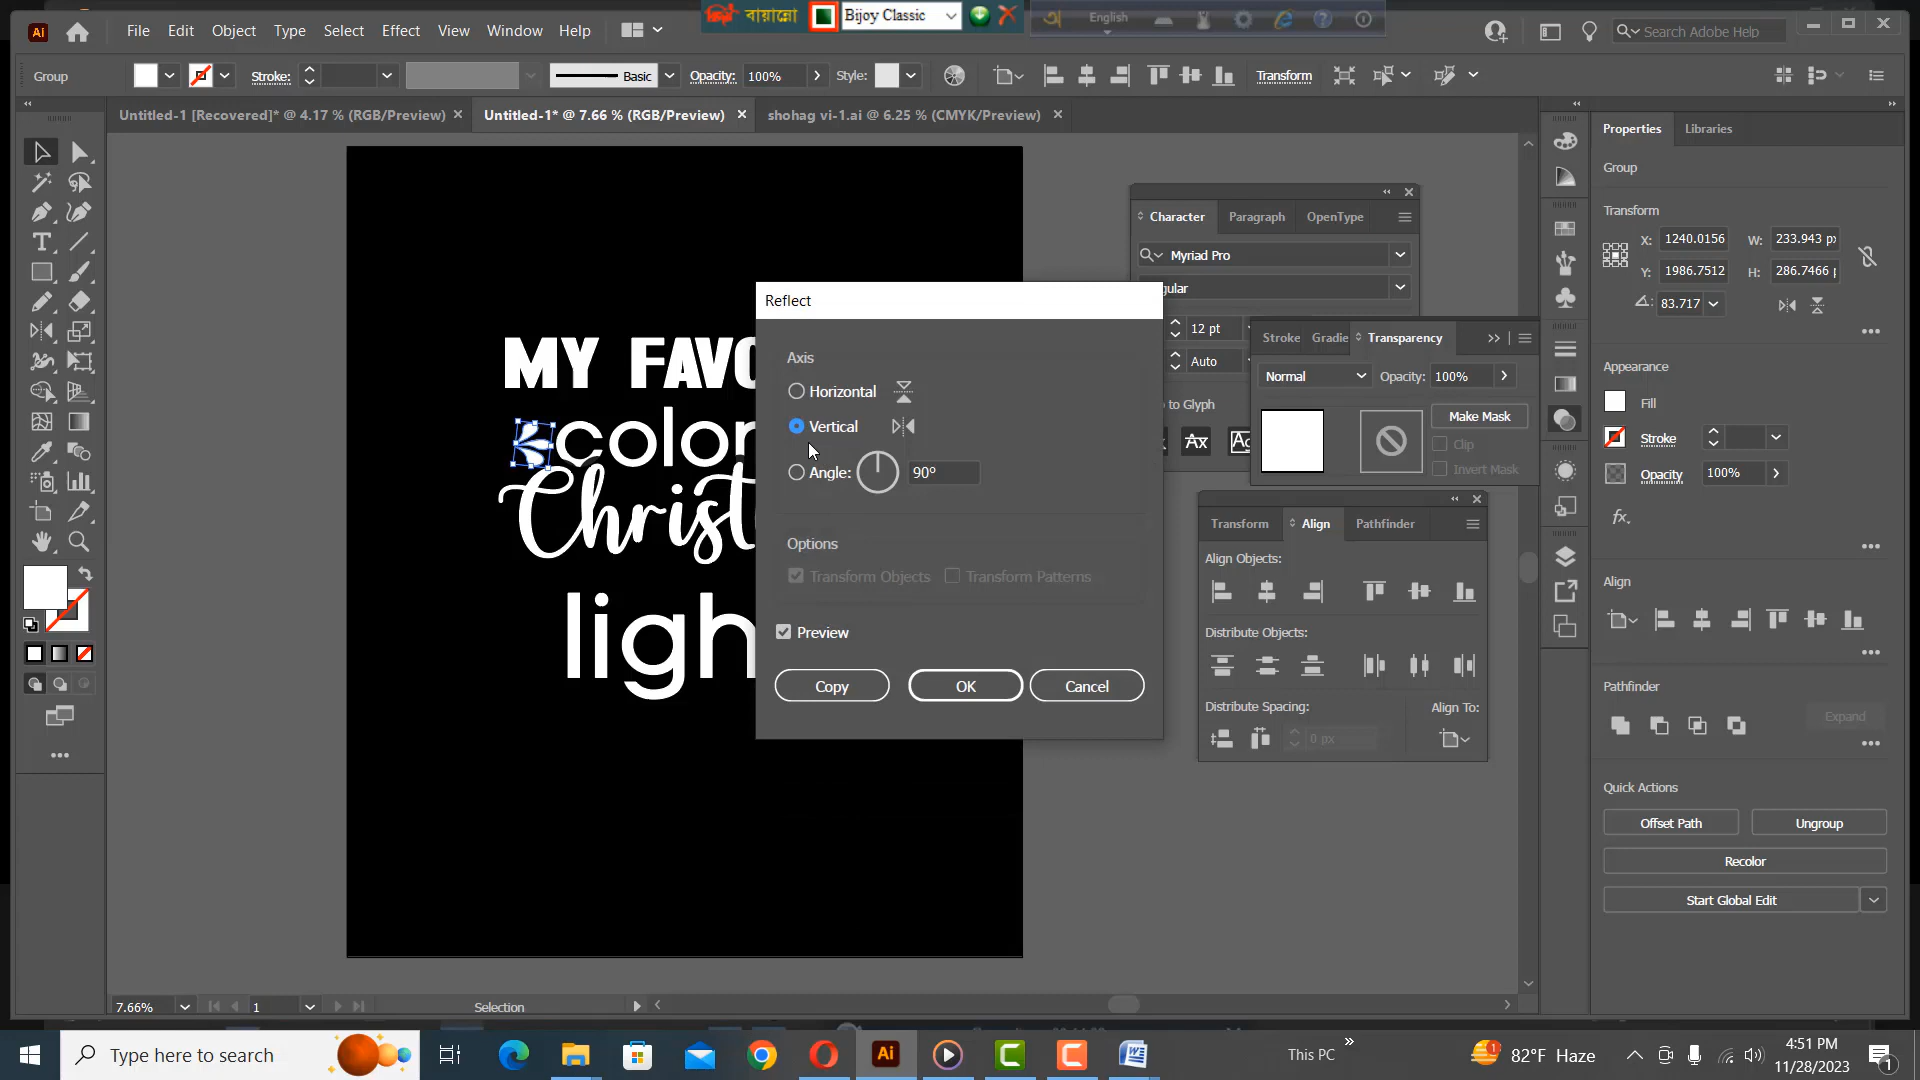 বায়ান্নো
Bijoy Classic
English
Ai
File Edit Object Type Select Effect View Window Help
Search Adobe Help
Group
Stroke:
Basic
Opacity: 100%
Style:
Transform
Untitled-1 [Recovered]* @ 4.17 % (RGB/Preview)
Untitled-1* @ 7.66 % (RGB/Preview)
shohag vi-1.ai @ 6.25 % (CMYK/Preview)
Properties
Libraries
Group
Transform
X: 1240.0156
W: 233.943 p
Y: 1986.7512
H: 286.7466
83.717
Appearance
Fill
Stroke
Opacity 100%
Align
Pathfinder
Expand
Quick Actions
Offset Path
Ungroup
Recolor
Start Global Edit
Character
Paragraph
OpenType
Myriad Pro
gular
12 pt
Auto
to Glyph
Stroke
Gradie
Transparency
Normal
Opacity: 100%
Make Mask
Clip
Invert Mask
Transform
Align
Pathfinder
Align Objects:
Distribute Objects:
Distribute Spacing:
Align To:
0 px
Reflect
Axis
Horizontal
Vertical
Angle: 90°
Options
Transform Objects
Transform Patterns
Preview
Copy
OK
Cancel
MY FAVO
color
Christ
ligh
7.66%
1
Selection
Type here to search
Ai
This PC
1
82°F Haze
4:51 PM
11/28/2023
1